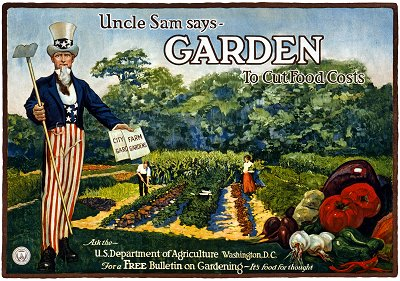 Uncle Sam says-
GARDEN
To Cut Food Costs
CITY FARM
GARDENS
Ask the—
U.S. Department of Agriculture Washington, D.C.
For a FREE Bulletin on Gardening—It's food for thought